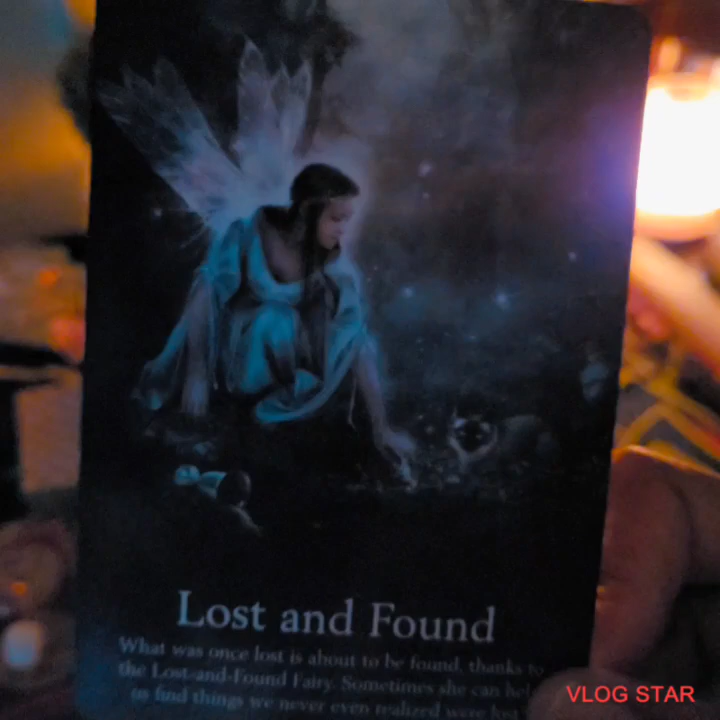 Lost and Found
What was once lost is about to be found, thanks to
the Lost-and-Found Fairy. Sometimes she can help
us find things we never even realized were lost
VLOG STAR